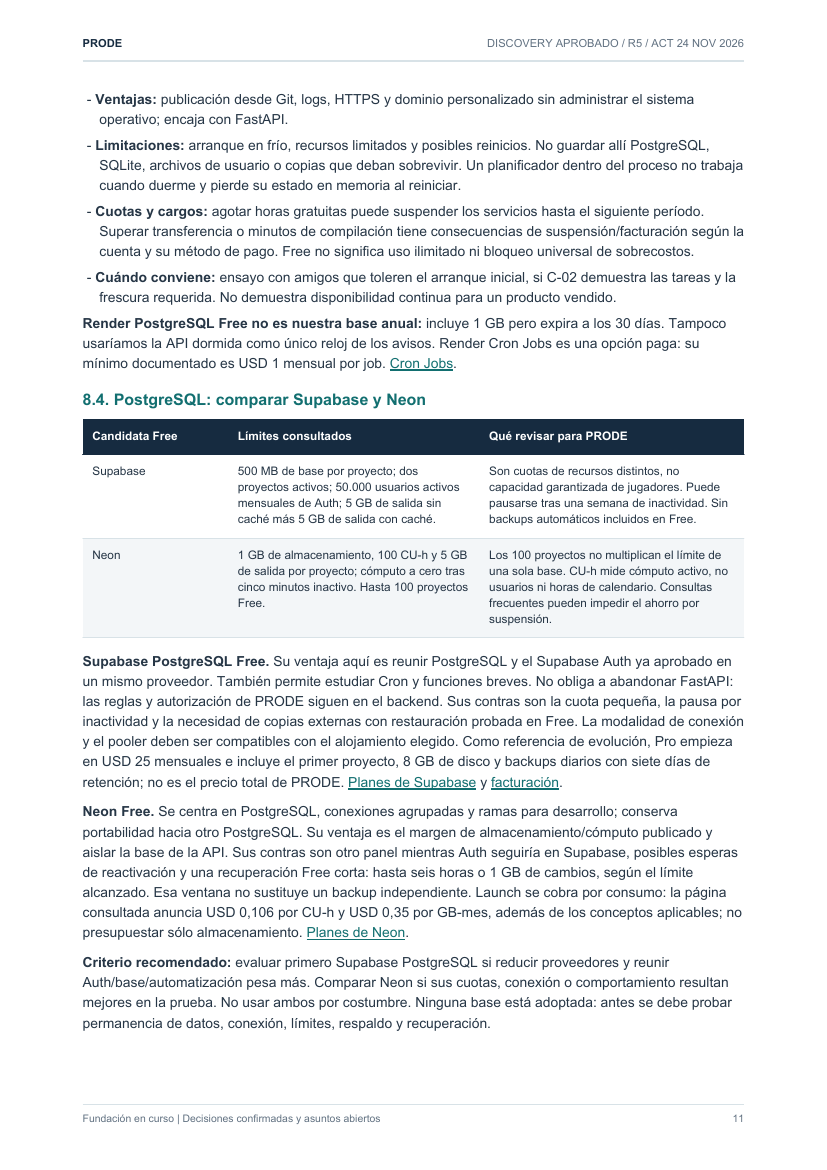 PRODE
DISCOVERY APROBADO / R5 / ACT 24 NOV 2026
- Ventajas: publicación desde Git, logs, HTTPS y dominio personalizado sin administrar el sistema
operativo; encaja con FastAPI.
- Limitaciones: arranque en frío, recursos limitados y posibles reinicios. No guardar allí PostgreSQL,
SQLite, archivos de usuario o copias que deban sobrevivir. Un planificador dentro del proceso no trabaja
cuando duerme y pierde su estado en memoria al reiniciar.
- Cuotas y cargos: agotar horas gratuitas puede suspender los servicios hasta el siguiente período.
Superar transferencia o minutos de compilación tiene consecuencias de suspensión/facturación según la
cuenta y su método de pago. Free no significa uso ilimitado ni bloqueo universal de sobrecostos.
- Cuándo conviene: ensayo con amigos que toleren el arranque inicial, si C-02 demuestra las tareas y la
frescura requerida. No demuestra disponibilidad continua para un producto vendido.
Render PostgreSQL Free no es nuestra base anual: incluye 1 GB pero expira a los 30 días. Tampoco
usaríamos la API dormida como único reloj de los avisos. Render Cron Jobs es una opción paga: su
mínimo documentado es USD 1 mensual por job. Cron Jobs.
8.4. PostgreSQL: comparar Supabase y Neon
Candidata Free
Límites consultados
Qué revisar para PRODE
Supabase
500 MB de base por proyecto; dos
proyectos activos; 50.000 usuarios activos
mensuales de Auth; 5 GB de salida sin
caché más 5 GB de salida con caché.
Son cuotas de recursos distintos, no
capacidad garantizada de jugadores. Puede
pausarse tras una semana de inactividad. Sin
backups automáticos incluidos en Free.
Neon
1 GB de almacenamiento, 100 CU-h y 5 GB
de salida por proyecto; cómputo a cero tras
cinco minutos inactivo. Hasta 100 proyectos
Free.
Los 100 proyectos no multiplican el límite de
una sola base. CU-h mide cómputo activo, no
usuarios ni horas de calendario. Consultas
frecuentes pueden impedir el ahorro por
suspensión.
Supabase PostgreSQL Free. Su ventaja aquí es reunir PostgreSQL y el Supabase Auth ya aprobado en
un mismo proveedor. También permite estudiar Cron y funciones breves. No obliga a abandonar FastAPI:
las reglas y autorización de PRODE siguen en el backend. Sus contras son la cuota pequeña, la pausa por
inactividad y la necesidad de copias externas con restauración probada en Free. La modalidad de conexión
y el pooler deben ser compatibles con el alojamiento elegido. Como referencia de evolución, Pro empieza
en USD 25 mensuales e incluye el primer proyecto, 8 GB de disco y backups diarios con siete días de
retención; no es el precio total de PRODE. Planes de Supabase y facturación.
Neon Free. Se centra en PostgreSQL, conexiones agrupadas y ramas para desarrollo; conserva
portabilidad hacia otro PostgreSQL. Su ventaja es el margen de almacenamiento/cómputo publicado y
aislar la base de la API. Sus contras son otro panel mientras Auth seguiría en Supabase, posibles esperas
de reactivación y una recuperación Free corta: hasta seis horas o 1 GB de cambios, según el límite
alcanzado. Esa ventana no sustituye un backup independiente. Launch se cobra por consumo: la página
consultada anuncia USD 0,106 por CU-h y USD 0,35 por GB-mes, además de los conceptos aplicables; no
presupuestar sólo almacenamiento. Planes de Neon.
Criterio recomendado: evaluar primero Supabase PostgreSQL si reducir proveedores y reunir
Auth/base/automatización pesa más. Comparar Neon si sus cuotas, conexión o comportamiento resultan
mejores en la prueba. No usar ambos por costumbre. Ninguna base está adoptada: antes se debe probar
permanencia de datos, conexión, límites, respaldo y recuperación.
Fundación en curso | Decisiones confirmadas y asuntos abiertos
11